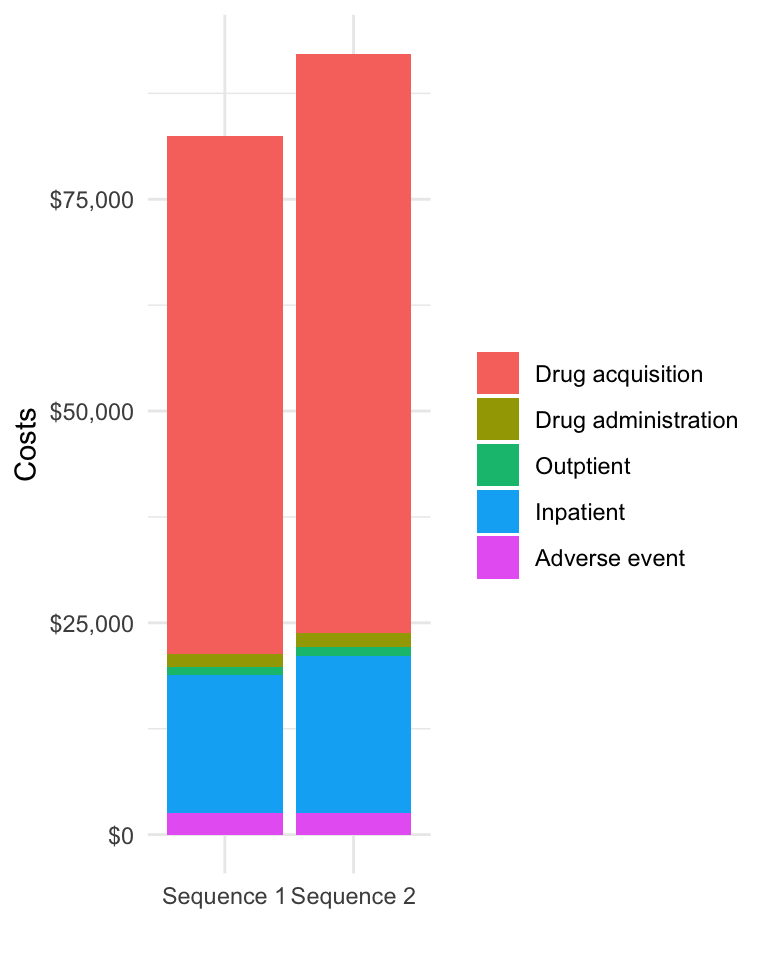 Costs
$75,000
$50,000
$25,000
$0
Sequence 1 Sequence 2
Drug acquisition
Drug administration
Outptient
Inpatient
Adverse event